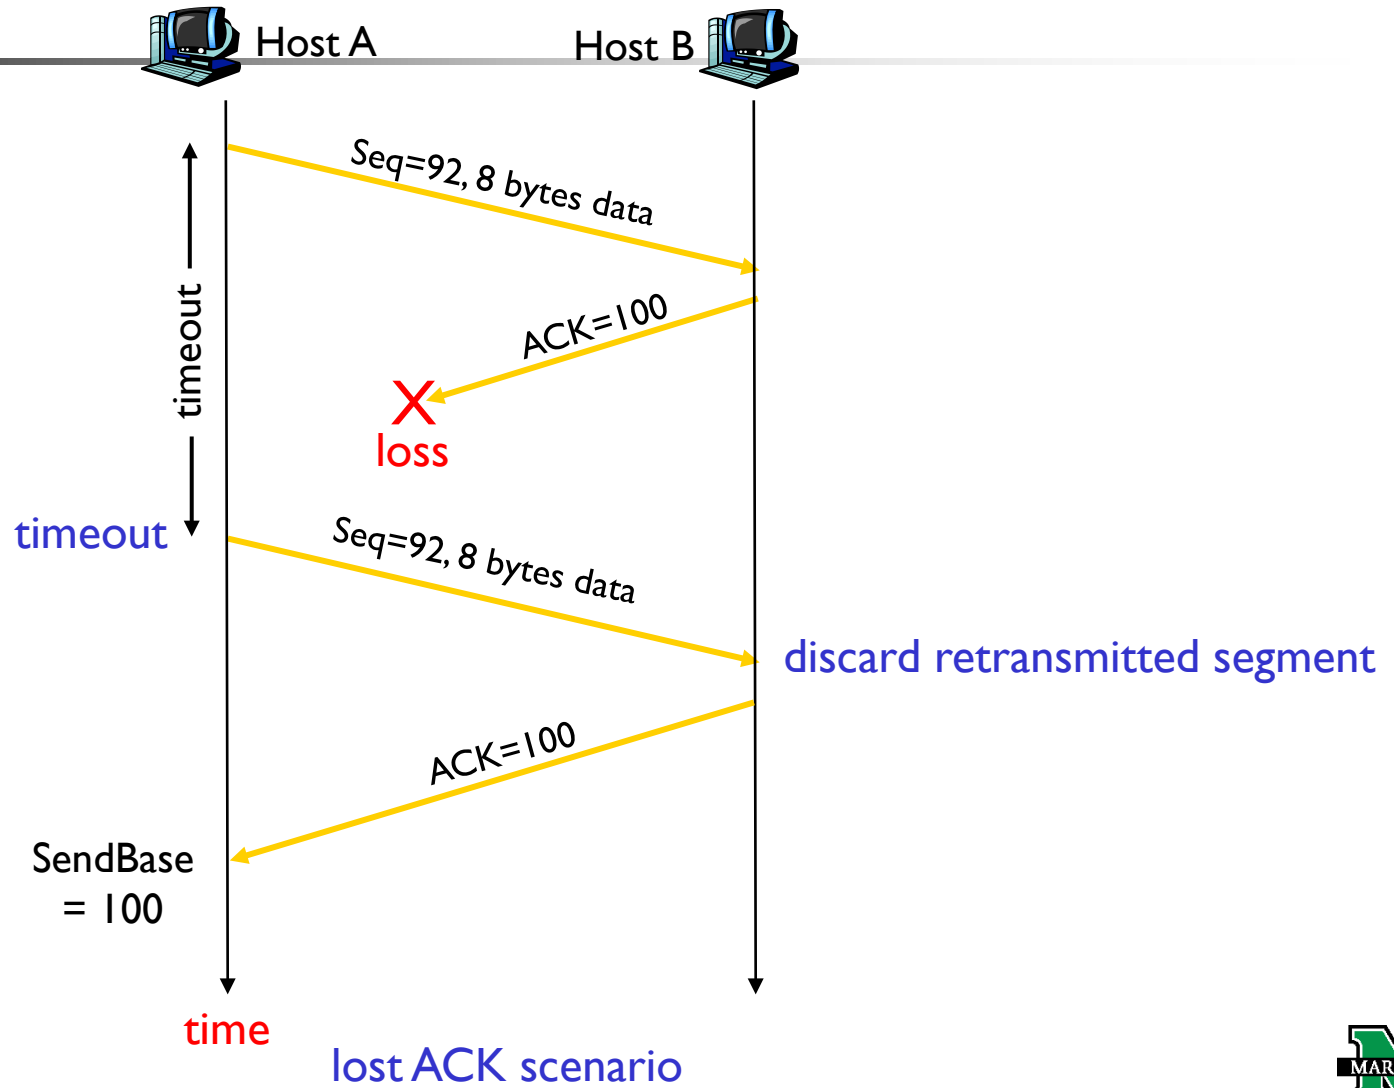 Host A
Host B
Seq=92, 8 bytes data
timeout
ACK=100
X
loss
timeout
Seq=92, 8 bytes data
discard retransmitted segment
ACK=100
SendBase
= 100
time
lost ACK scenario
MAR